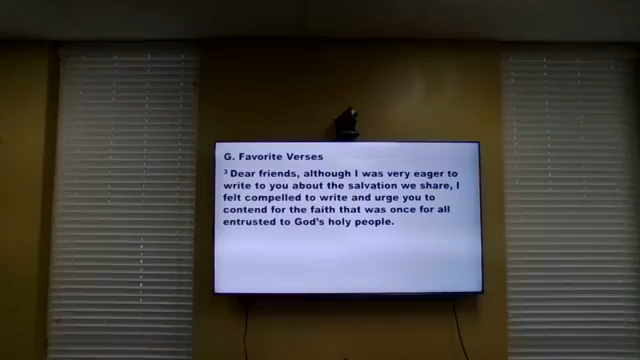 G. Favorite Verses
³ Dear friends, although I was very eager to
write to you about the salvation we share, I
felt compelled to write and urge you to
contend for the faith that was once for all
entrusted to God's holy people.